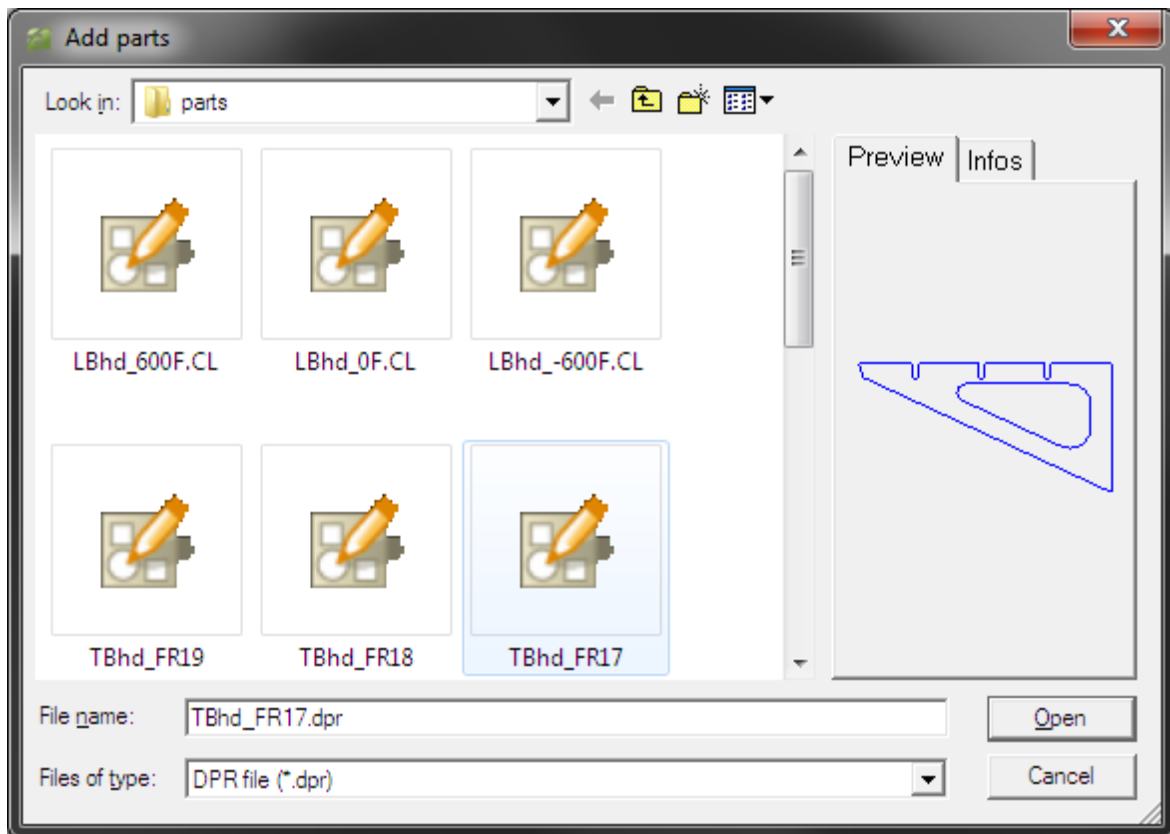 Add parts
Look in: parts
Preview Infos
LBhd_600F.CL LBhd_0F.CL LBhd_-600F.CL
TBhd_FR19 TBhd_FR18 TBhd_FR17
File name: TBhd_FR17.dpr Open
Files of type: DPR file (*.dpr) Cancel